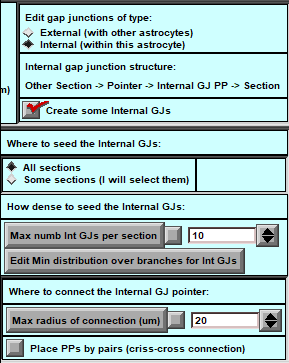 Edit gap junctions of type:
External (with other astrocytes)
Internal (within this astrocyte)
Internal gap junction structure:
m)
Other Section -> Pointer -> Internal GJ PP -> Section
Create some Internal GJs
Where to seed the Internal GJs:
All sections
Some sections (I will select them)
How dense to seed the Internal GJs:
Max numb Int GJs per section 10
Edit Min distribution over branches for Int GJs
Where to connect the Internal GJ pointer:
Max radius of connection (um) 20
Place PPs by pairs (criss-cross connection)